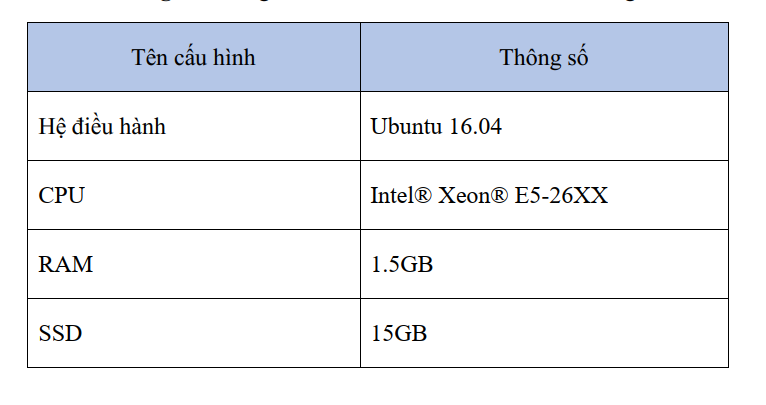 Tên cấu hình Thông số
Hệ điều hành Ubuntu 16.04
CPU Intel® Xeon® E5-26XX
RAM 1.5GB
SSD 15GB